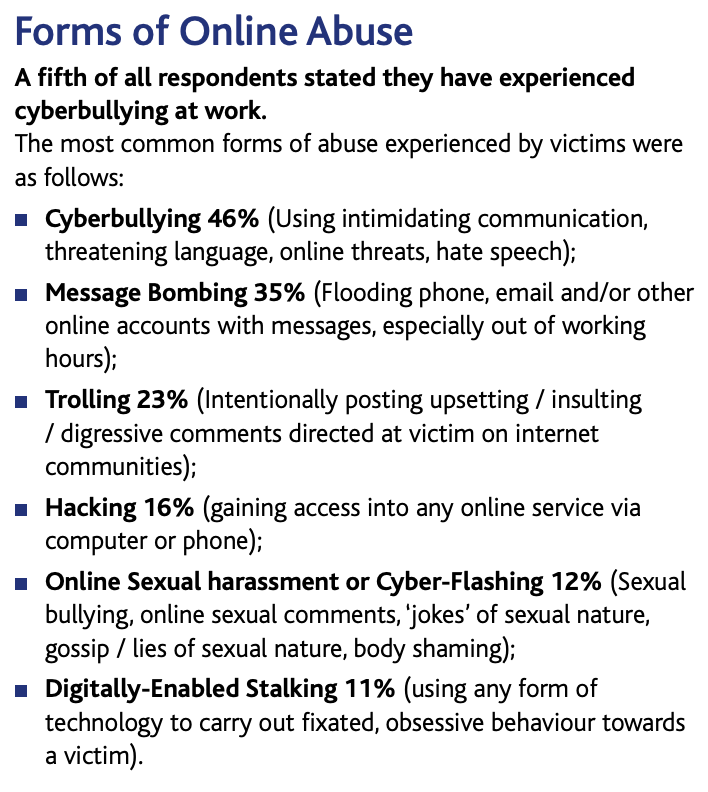 Forms of Online Abuse
A fifth of all respondents stated they have experienced
cyberbullying at work.
The most common forms of abuse experienced by victims were
as follows:
■ Cyberbullying 46% (Using intimidating communication,
threatening language, online threats, hate speech);
■ Message Bombing 35% (Flooding phone, email and/or other
online accounts with messages, especially out of working
hours);
■ Trolling 23% (Intentionally posting upsetting / insulting
/ digressive comments directed at victim on internet
communities);
■ Hacking 16% (gaining access into any online service via
computer or phone);
■ Online Sexual harassment or Cyber-Flashing 12% (Sexual
bullying, online sexual comments, ‘jokes’ of sexual nature,
gossip / lies of sexual nature, body shaming);
■ Digitally-Enabled Stalking 11% (using any form of
technology to carry out fixated, obsessive behaviour towards
a victim).